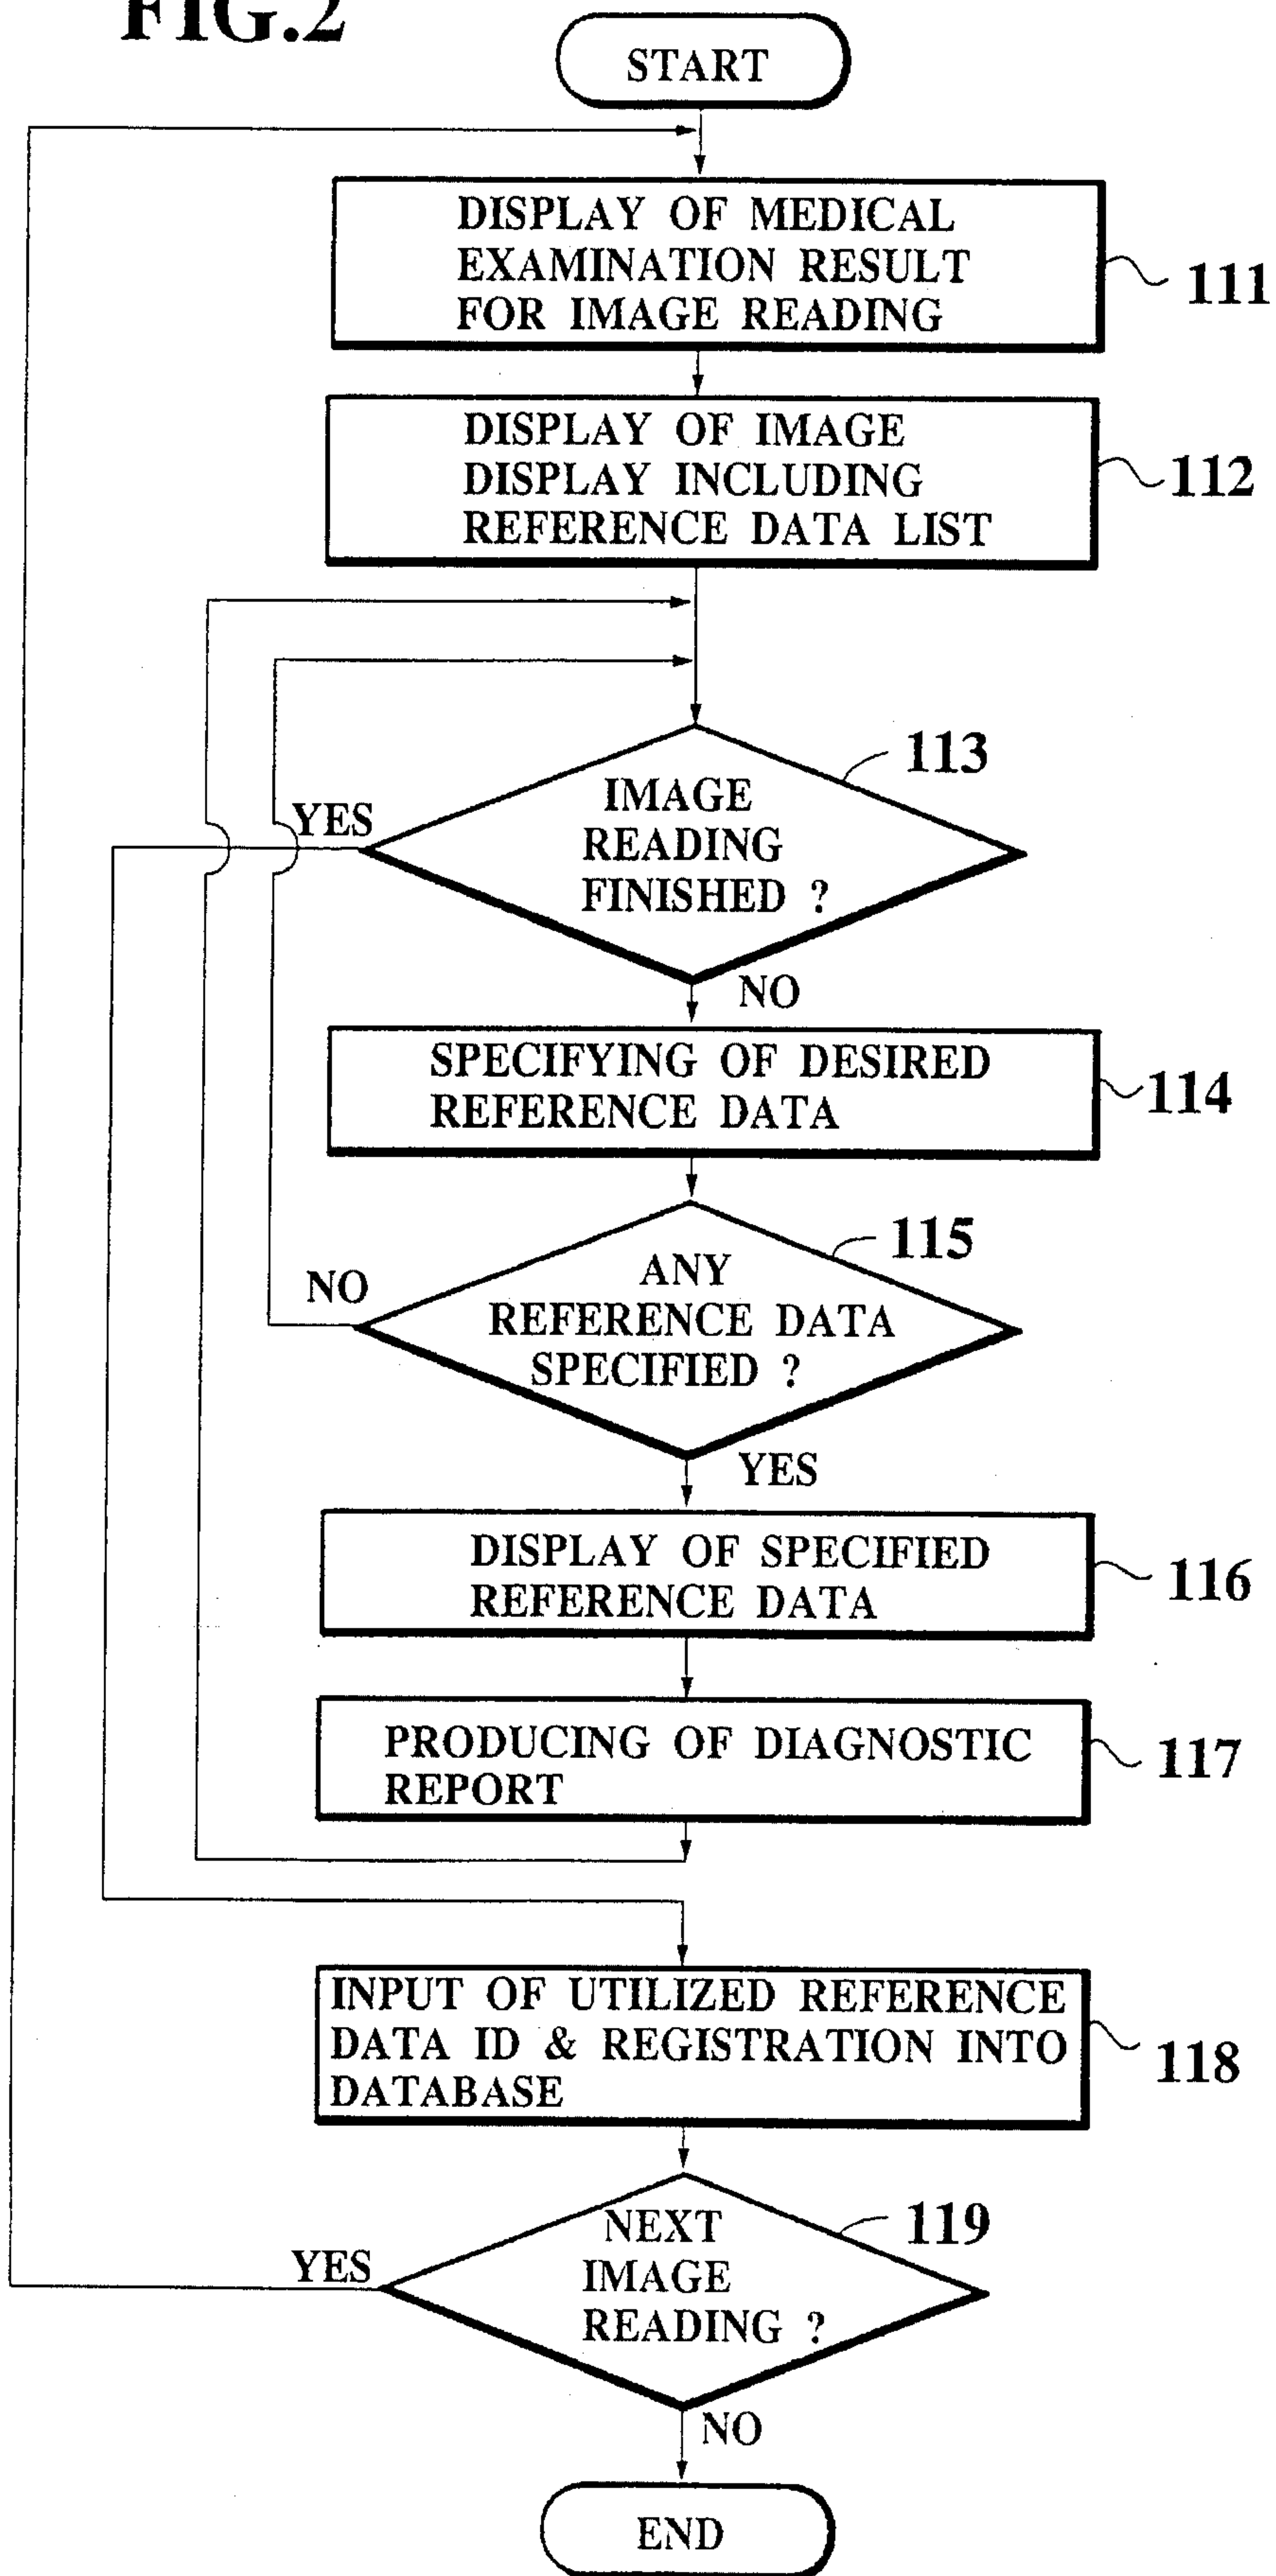 FIG.2
START
DISPLAY OF MEDICAL
EXAMINATION RESULT
FOR IMAGE READING
111
DISPLAY OF IMAGE
DISPLAY INCLUDING
REFERENCE DATA LIST
112
113
IMAGE
READING
FINISHED ?
YES
NO
SPECIFYING OF DESIRED
REFERENCE DATA
114
115
ANY
REFERENCE DATA
SPECIFIED ?
NO
YES
DISPLAY OF SPECIFIED
REFERENCE DATA
116
PRODUCING OF DIAGNOSTIC
REPORT
117
INPUT OF UTILIZED REFERENCE
DATA ID & REGISTRATION INTO
DATABASE
118
119
NEXT
IMAGE
READING ?
YES
NO
END